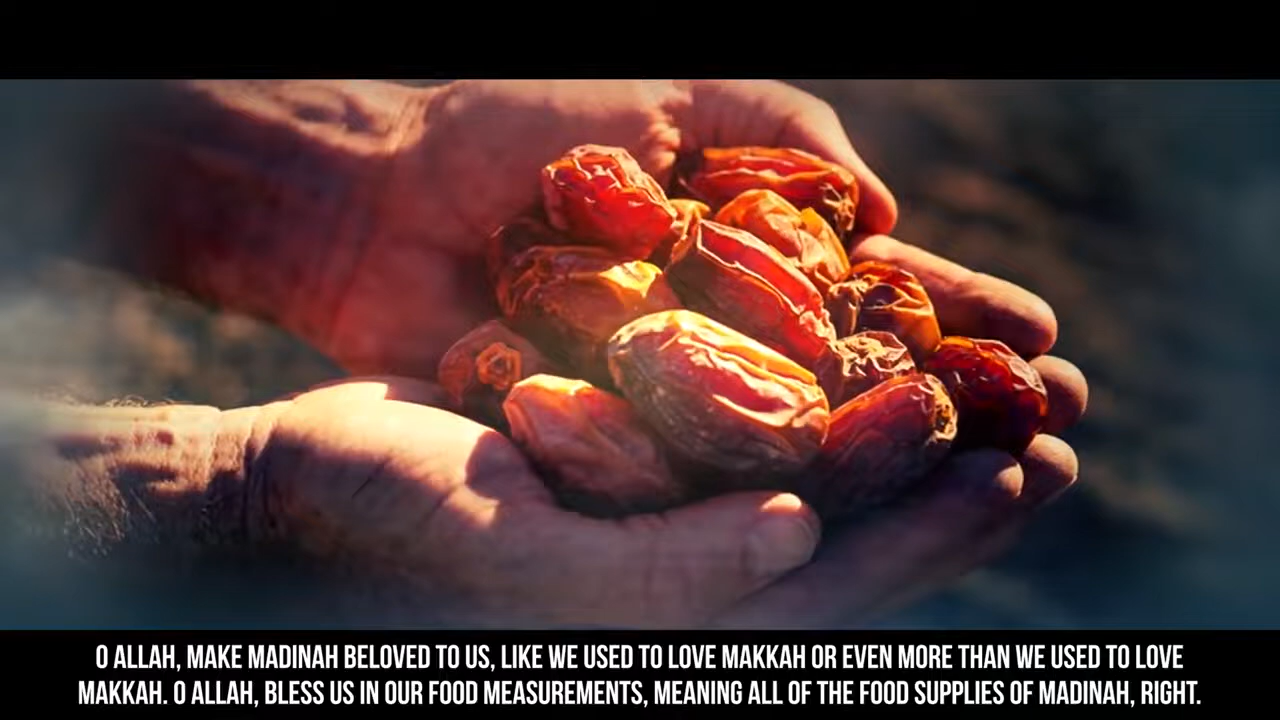 O ALLAH, MAKE MADINAH BELOVED TO US, LIKE WE USED TO LOVE MAKKAH OR EVEN MORE THAN WE USED TO LOVE
MAKKAH. O ALLAH, BLESS US IN OUR FOOD MEASUREMENTS, MEANING ALL OF THE FOOD SUPPLIES OF MADINAH, RIGHT.